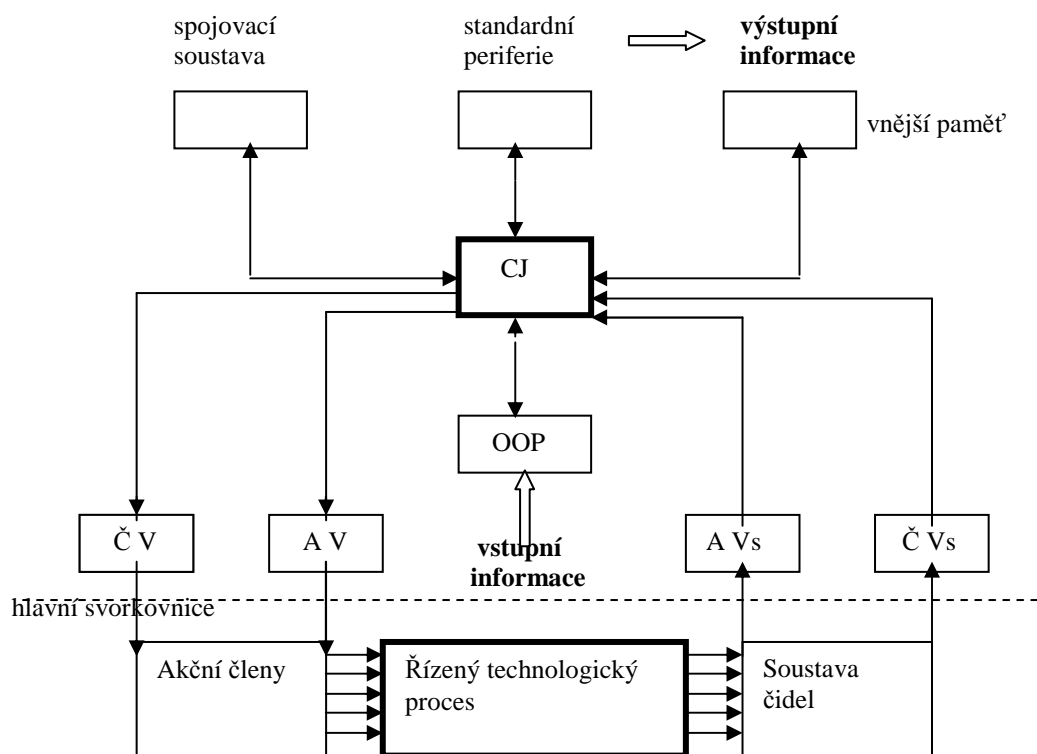 spojovací
soustava
standardní
periferie
výstupní
informace
vnější paměť
CJ
OOP
Č V
A V
vstupní
informace
A Vs
Č Vs
hlavní svorkovnice
Akční členy
Řízený technologický
proces
Soustava
čidel